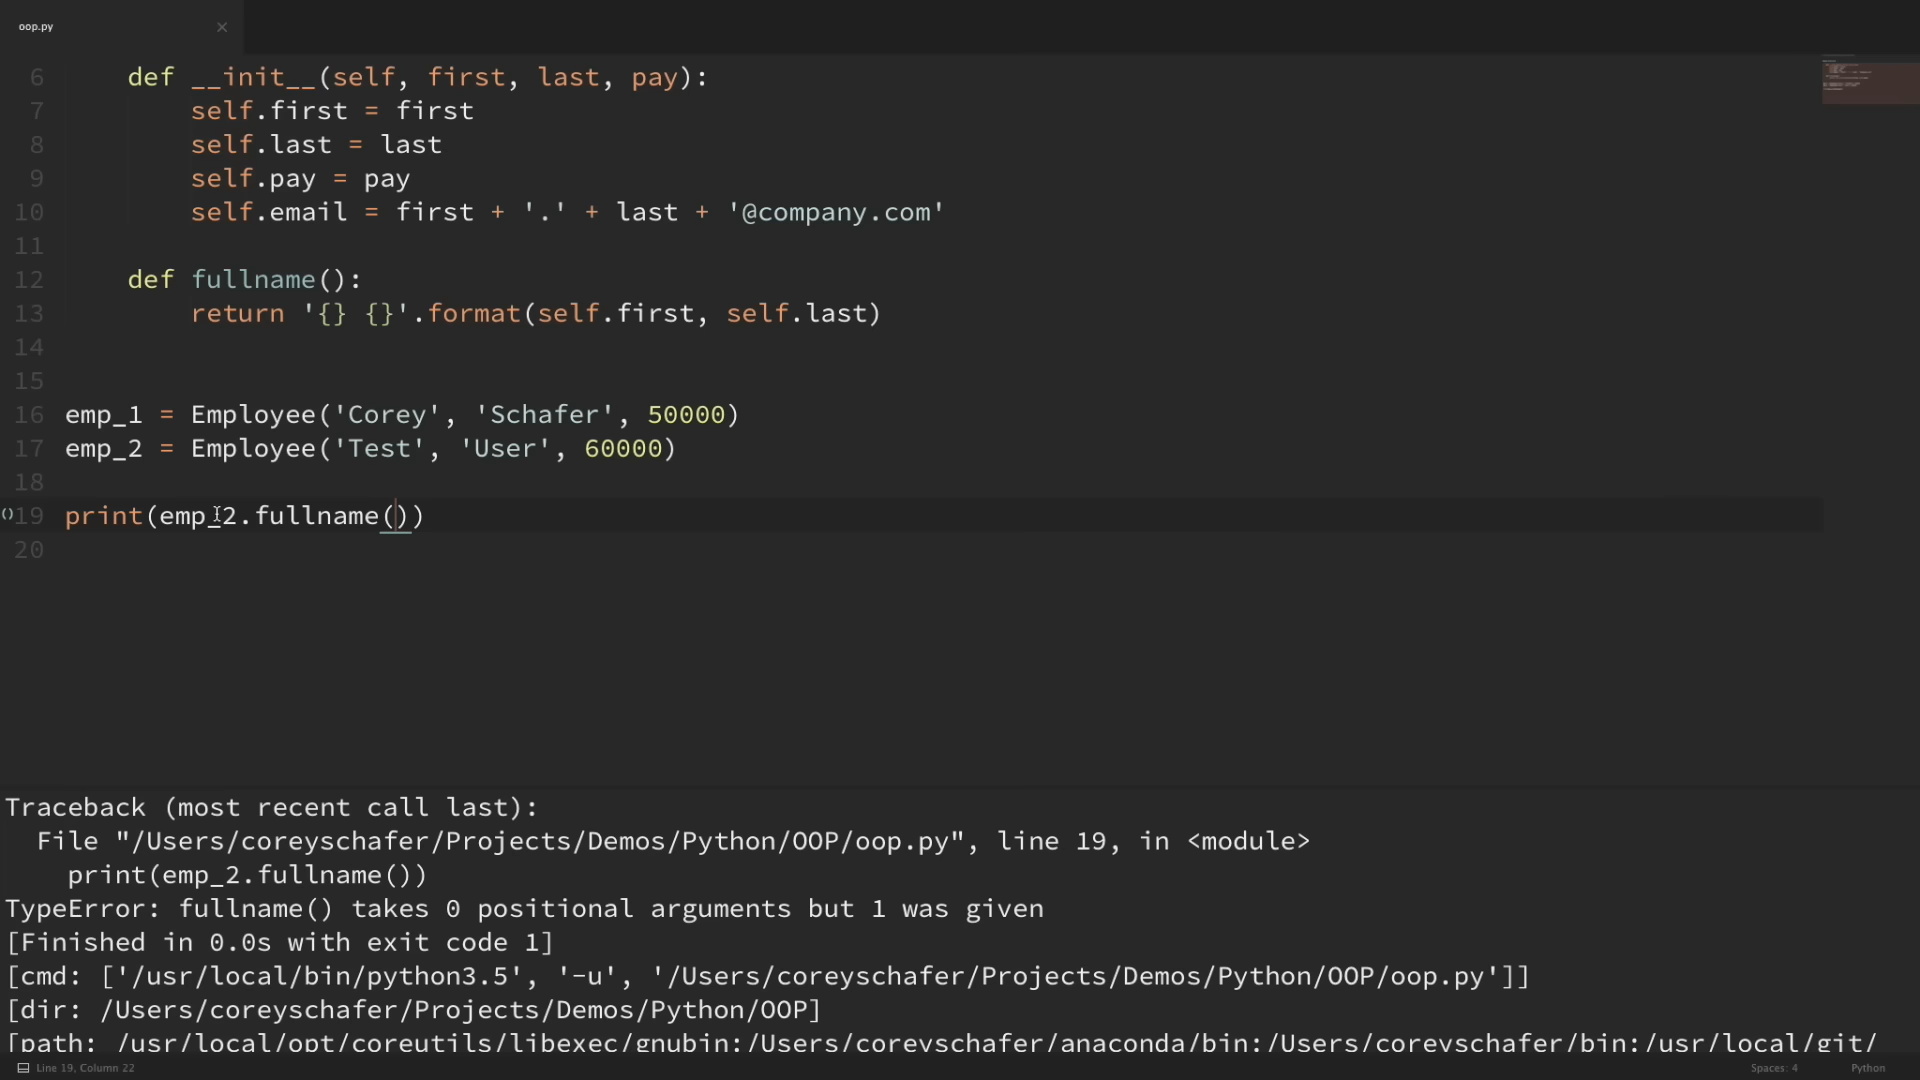 oop.py ×
6 def __init__(self, first, last, pay):
7 self.first = first
8 self.last = last
9 self.pay = pay
10 self.email = first + '.' + last + '@company.com'
11
12 def fullname():
13 return '{} {}'.format(self.first, self.last)
14
15
16 emp_1 = Employee('Corey', 'Schafer', 50000)
17 emp_2 = Employee('Test', 'User', 60000)
18
19 print(emp_2.fullname())
20
Traceback (most recent call last):
File "/Users/coreyschafer/Projects/Demos/Python/OOP/oop.py", line 19, in <module>
print(emp_2.fullname())
TypeError: fullname() takes 0 positional arguments but 1 was given
[Finished in 0.0s with exit code 1]
[cmd: ['/usr/local/bin/python3.5', '-u', '/Users/coreyschafer/Projects/Demos/Python/OOP/oop.py']]
[dir: /Users/coreyschafer/Projects/Demos/Python/OOP]
[path: /usr/local/opt/coreutils/libexec/gnubin:/Users/coreyschafer/anaconda/bin:/Users/coreyschafer/bin:/usr/local/git/
Line 19, Column 22 Spaces: 4 Python